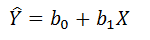 Ŷ = b₀ + b₁X